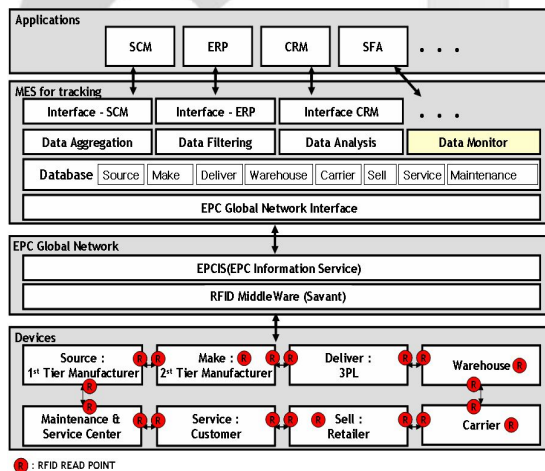 Applications
SCM
ERP
CRM
SFA
. . .
MES for tracking
Interface - SCM
Interface - ERP
Interface CRM
. . .
Data Aggregation
Data Filtering
Data Analysis
Data Monitor
Database
Source
Make
Deliver
Warehouse
Carrier
Sell
Service
Maintenance
EPC Global Network Interface
EPC Global Network
EPCIS(EPC Information Service)
RFID MiddleWare (Savant)
Devices
Source :
1st Tier Manufacturer
R
R
Make :
R
2st Tier Manufacturer
R
R
Deliver :
3PL
R
R
Warehouse
R
R
R
R
R
Maintenance &
Service Center
R
R
Service :
Customer
R
R
R
Sell :
Retailer
R
R
Carrier
R
R
: RFID READ POINT